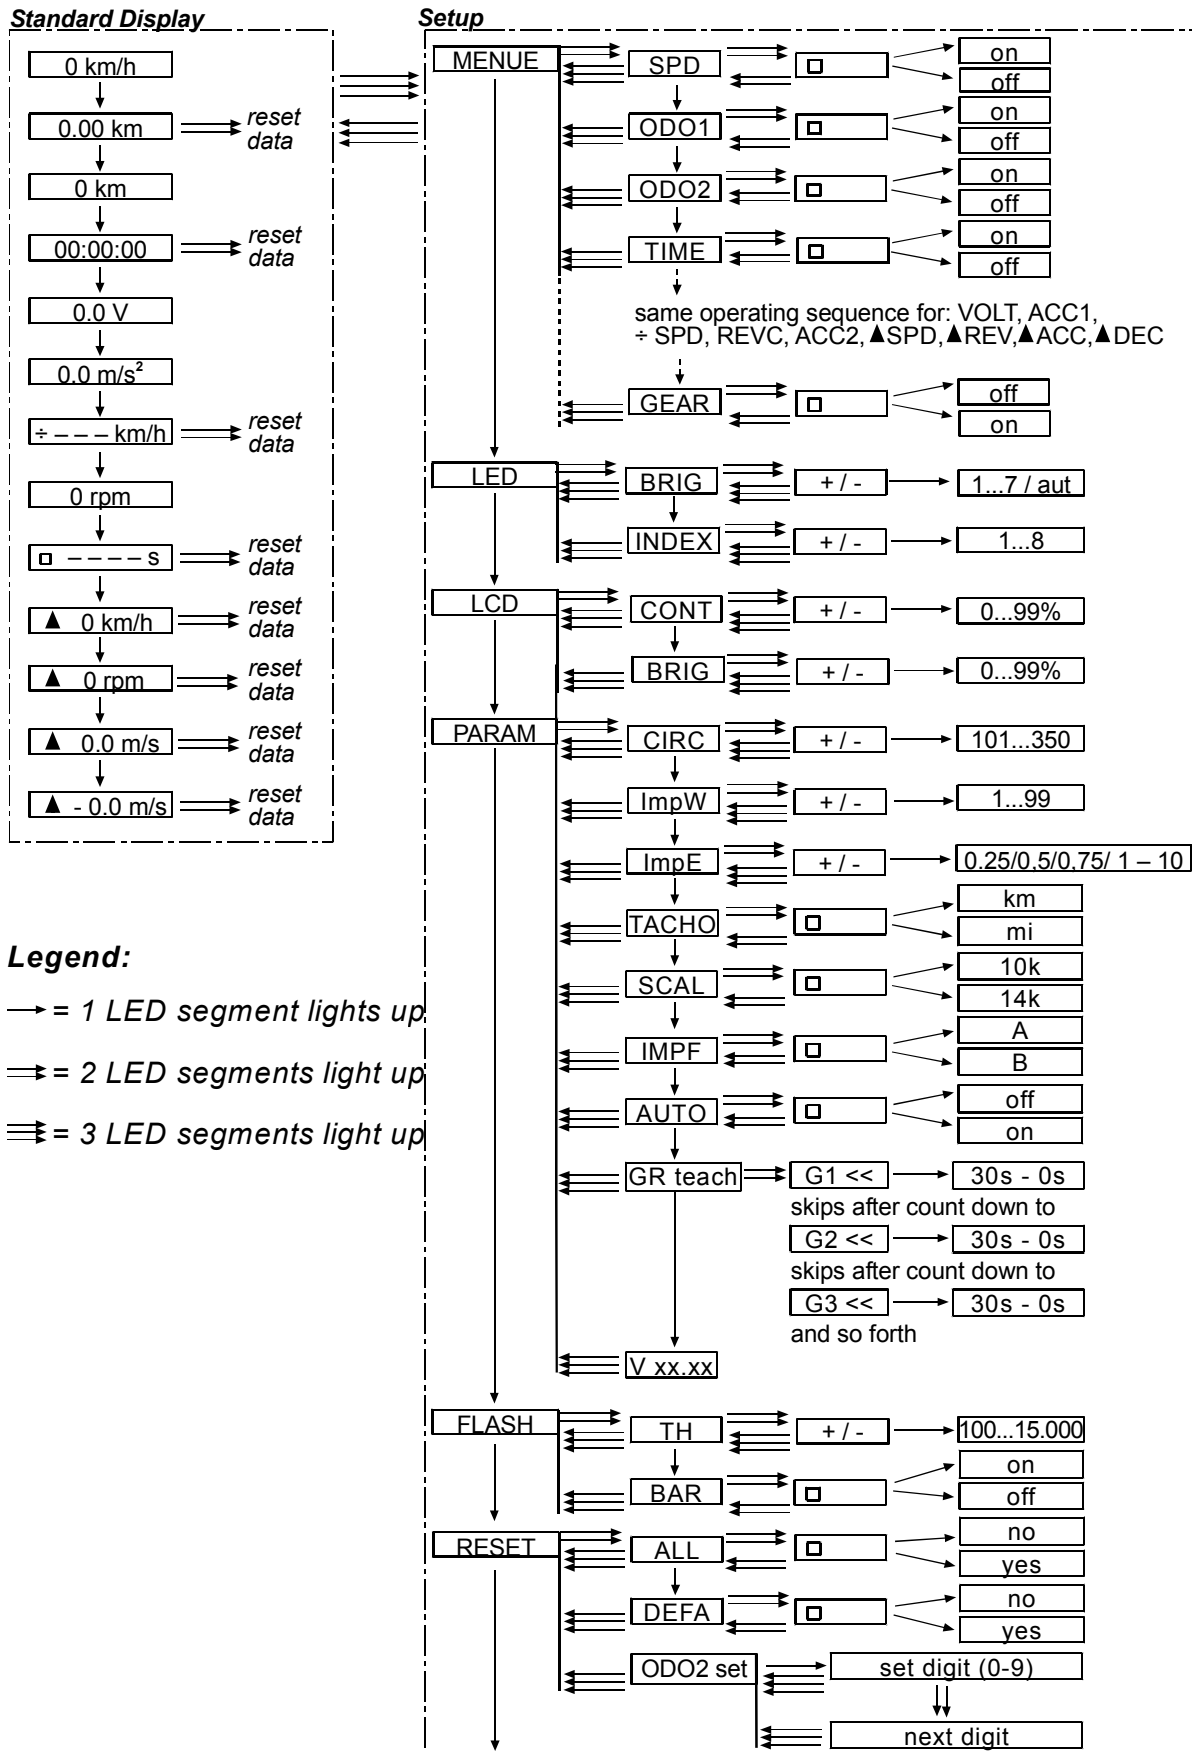 Standard Display
0 km/h
0.00 km
reset
data
0 km
00:00:00
reset
data
0.0 V
0.0 m/s²
÷ – – – km/h
reset
data
0 rpm
□ – – – – s
reset
data
▲ 0 km/h
reset
data
▲ 0 rpm
reset
data
▲ 0.0 m/s
reset
data
▲ - 0.0 m/s
reset
data
Legend:
= 1 LED segment lights up
= 2 LED segments light up
= 3 LED segments light up
Setup
MENUE
SPD
on
off
ODO1
on
off
ODO2
on
off
TIME
on
off
same operating sequence for: VOLT, ACC1,
÷ SPD, REVC, ACC2, ▲SPD,▲REV,▲ACC,▲DEC
GEAR
off
on
LED
BRIG
+ / -
1...7 / aut
INDEX
+ / -
1...8
LCD
CONT
+ / -
0...99%
BRIG
+ / -
0...99%
PARAM
CIRC
+ / -
101...350
ImpW
+ / -
1...99
ImpE
+ / -
0.25/0,5/0,75/ 1 – 10
TACHO
km
mi
SCAL
10k
14k
IMPF
A
B
AUTO
off
on
GR teach
G1 <<
30s - 0s
skips after count down to
G2 <<
30s - 0s
skips after count down to
G3 <<
30s - 0s
and so forth
V xx.xx
FLASH
TH
+ / -
100...15.000
BAR
on
off
RESET
ALL
no
yes
DEFA
no
yes
ODO2 set
set digit (0-9)
next digit